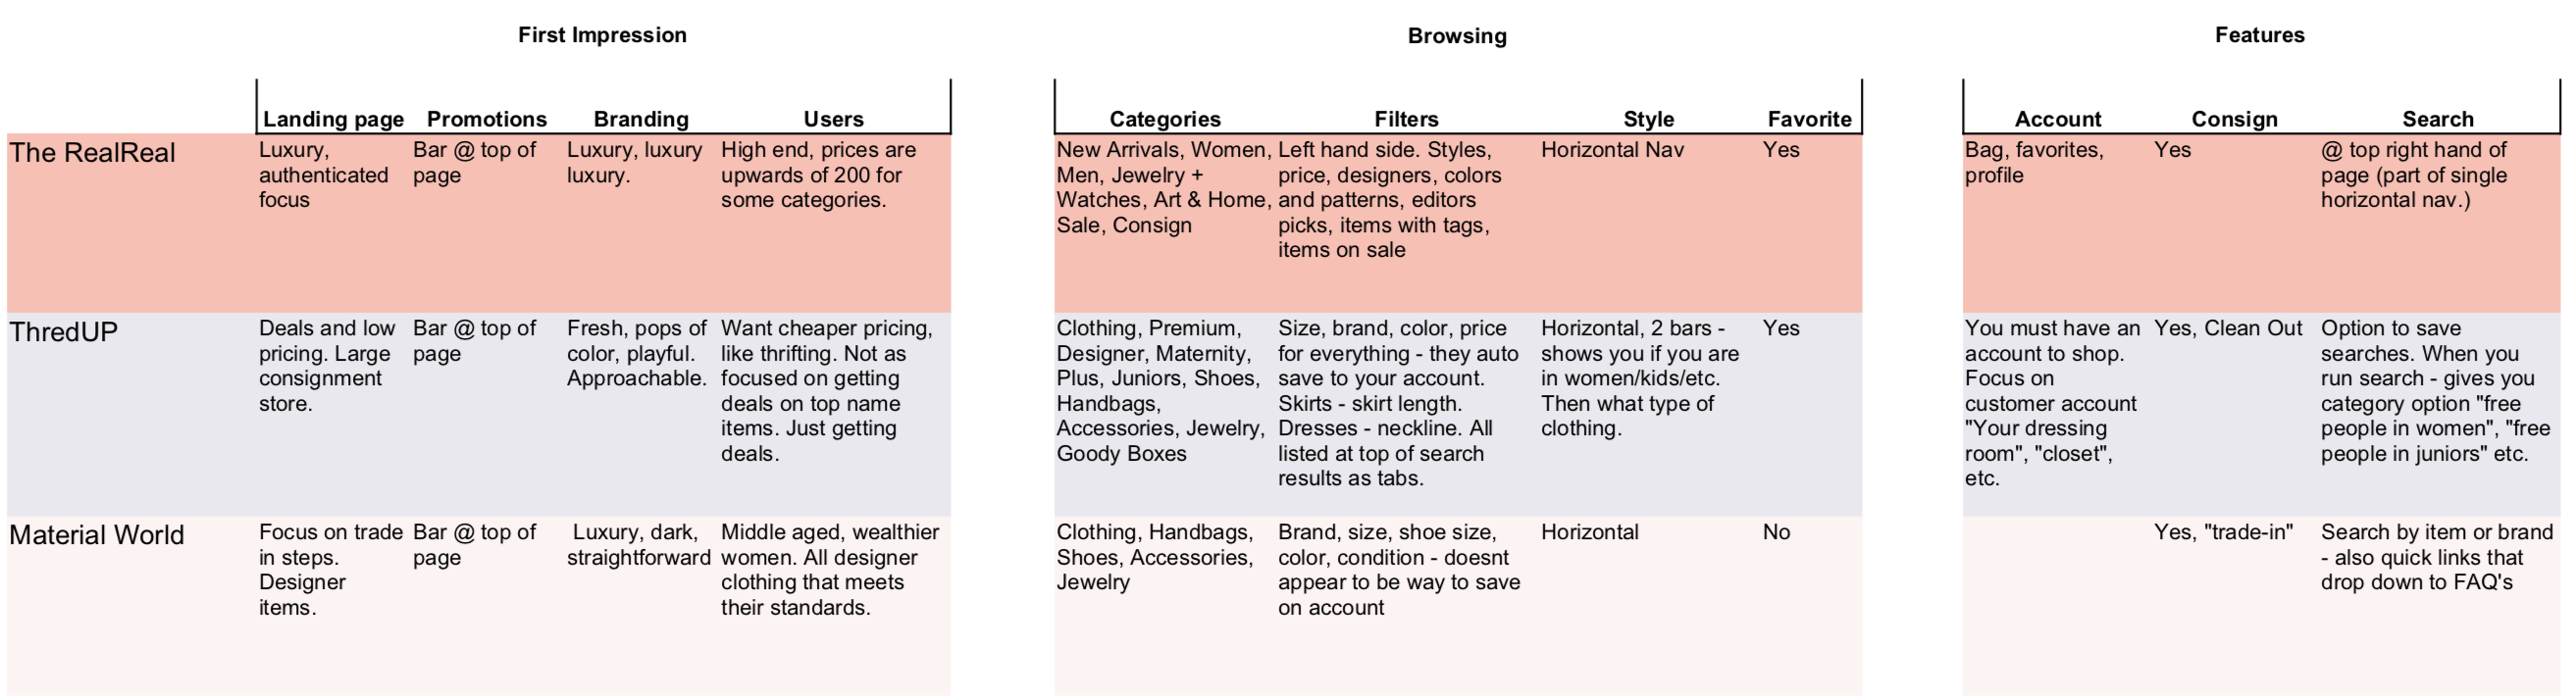 First Impression
Browsing
Features
Landing page
Promotions
Branding
Users
Categories
Filters
Style
Favorite
Account
Consign
Search
The RealReal
Luxury,
authenticated
focus
Bar @ top of
page
Luxury, luxury
luxury.
High end, prices are
upwards of 200 for
some categories.
New Arrivals, Women,
Men, Jewelry +
Watches, Art & Home,
Sale, Consign
Left hand side. Styles,
price, designers, colors
and patterns, editors
picks, items with tags,
items on sale
Horizontal Nav
Yes
Bag, favorites,
profile
Yes
@ top right hand of
page (part of single
horizontal nav.)
ThredUP
Deals and low
pricing. Large
consignment
store.
Bar @ top of
page
Fresh, pops of
color, playful.
Approachable.
Want cheaper pricing,
like thrifting. Not as
focused on getting
deals on top name
items. Just getting
deals.
Clothing, Premium,
Designer, Maternity,
Plus, Juniors, Shoes,
Handbags,
Accessories, Jewelry,
Goody Boxes
Size, brand, color, price
for everything - they auto
save to your account.
Skirts - skirt length.
Dresses - neckline. All
listed at top of search
results as tabs.
Horizontal, 2 bars -
shows you if you are
in women/kids/etc.
Then what type of
clothing.
Yes
You must have an
account to shop.
Focus on
customer account
"Your dressing
room", "closet",
etc.
Yes, Clean Out
Option to save
searches. When you
run search - gives you
category option "free
people in women", "free
people in juniors" etc.
Material World
Focus on trade
in steps.
Designer
items.
Bar @ top of
page
Luxury, dark,
straightforward
Middle aged, wealthier
women. All designer
clothing that meets
their standards.
Clothing, Handbags,
Shoes, Accessories,
Jewelry
Brand, size, shoe size,
color, condition - doesnt
appear to be way to save
on account
Horizontal
No
Yes, "trade-in"
Search by item or brand
- also quick links that
drop down to FAQ's